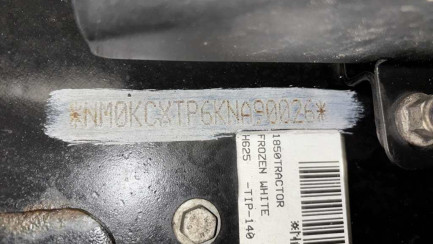 *NM0KCXTP6KNA90026*
1850TRACTOR
FROZEN WHITE
H625 -TIP-140